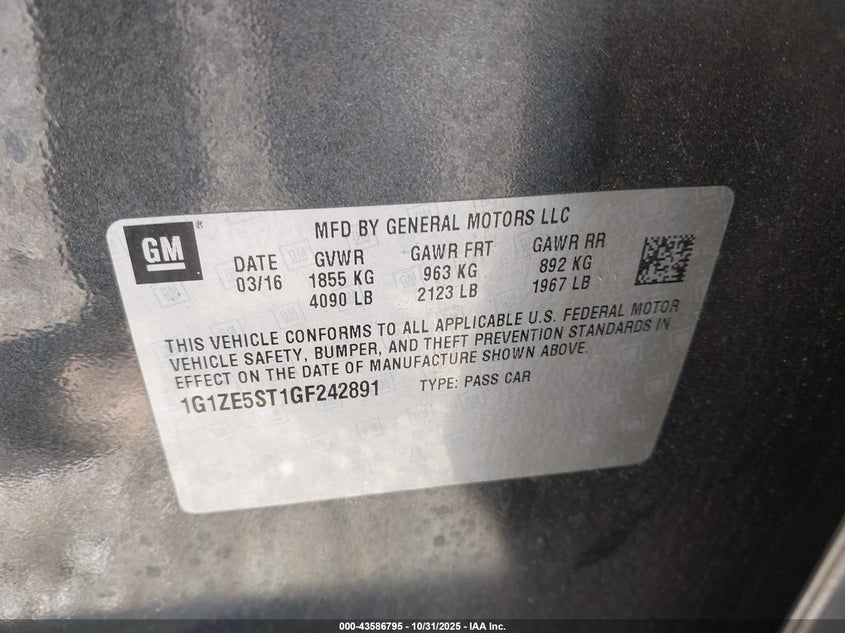 GM ®
MFD BY GENERAL MOTORS LLC
DATE GVWR GAWR FRT GAWR RR
03/16 1855 KG 963 KG 892 KG
4090 LB 2123 LB 1967 LB
THIS VEHICLE CONFORMS TO ALL APPLICABLE U.S. FEDERAL MOTOR
VEHICLE SAFETY, BUMPER, AND THEFT PREVENTION STANDARDS IN
EFFECT ON THE DATE OF MANUFACTURE SHOWN ABOVE.
1G1ZE5ST1GF242891 TYPE: PASS CAR
000-43586795 - 10/31/2025 - IAA Inc.